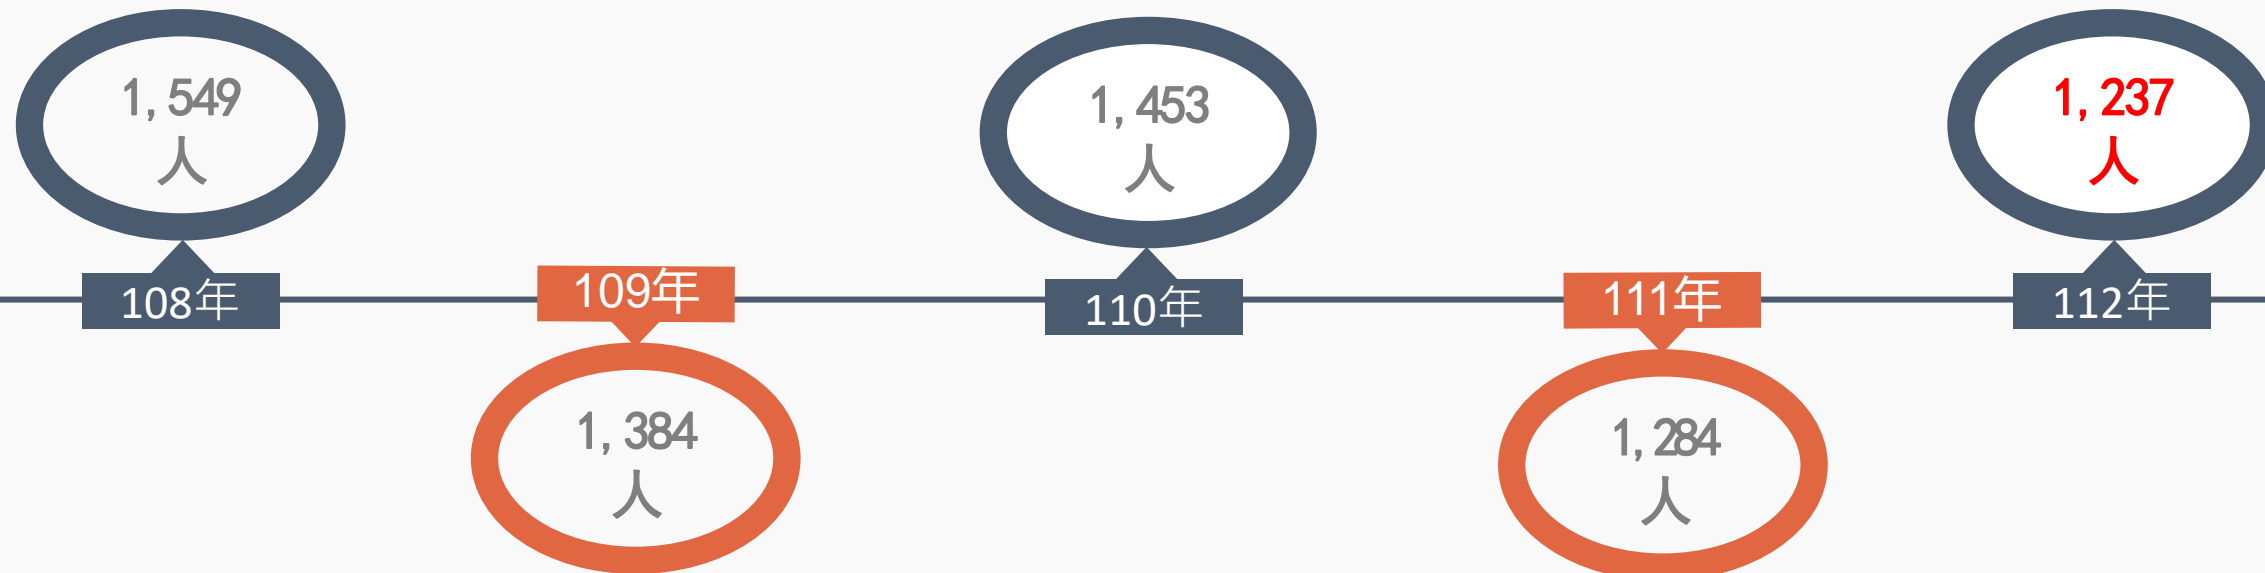 1,549
人
108年
109年
1,384
人
1,453
人
110年
111年
1,284
人
1,237
人
112年